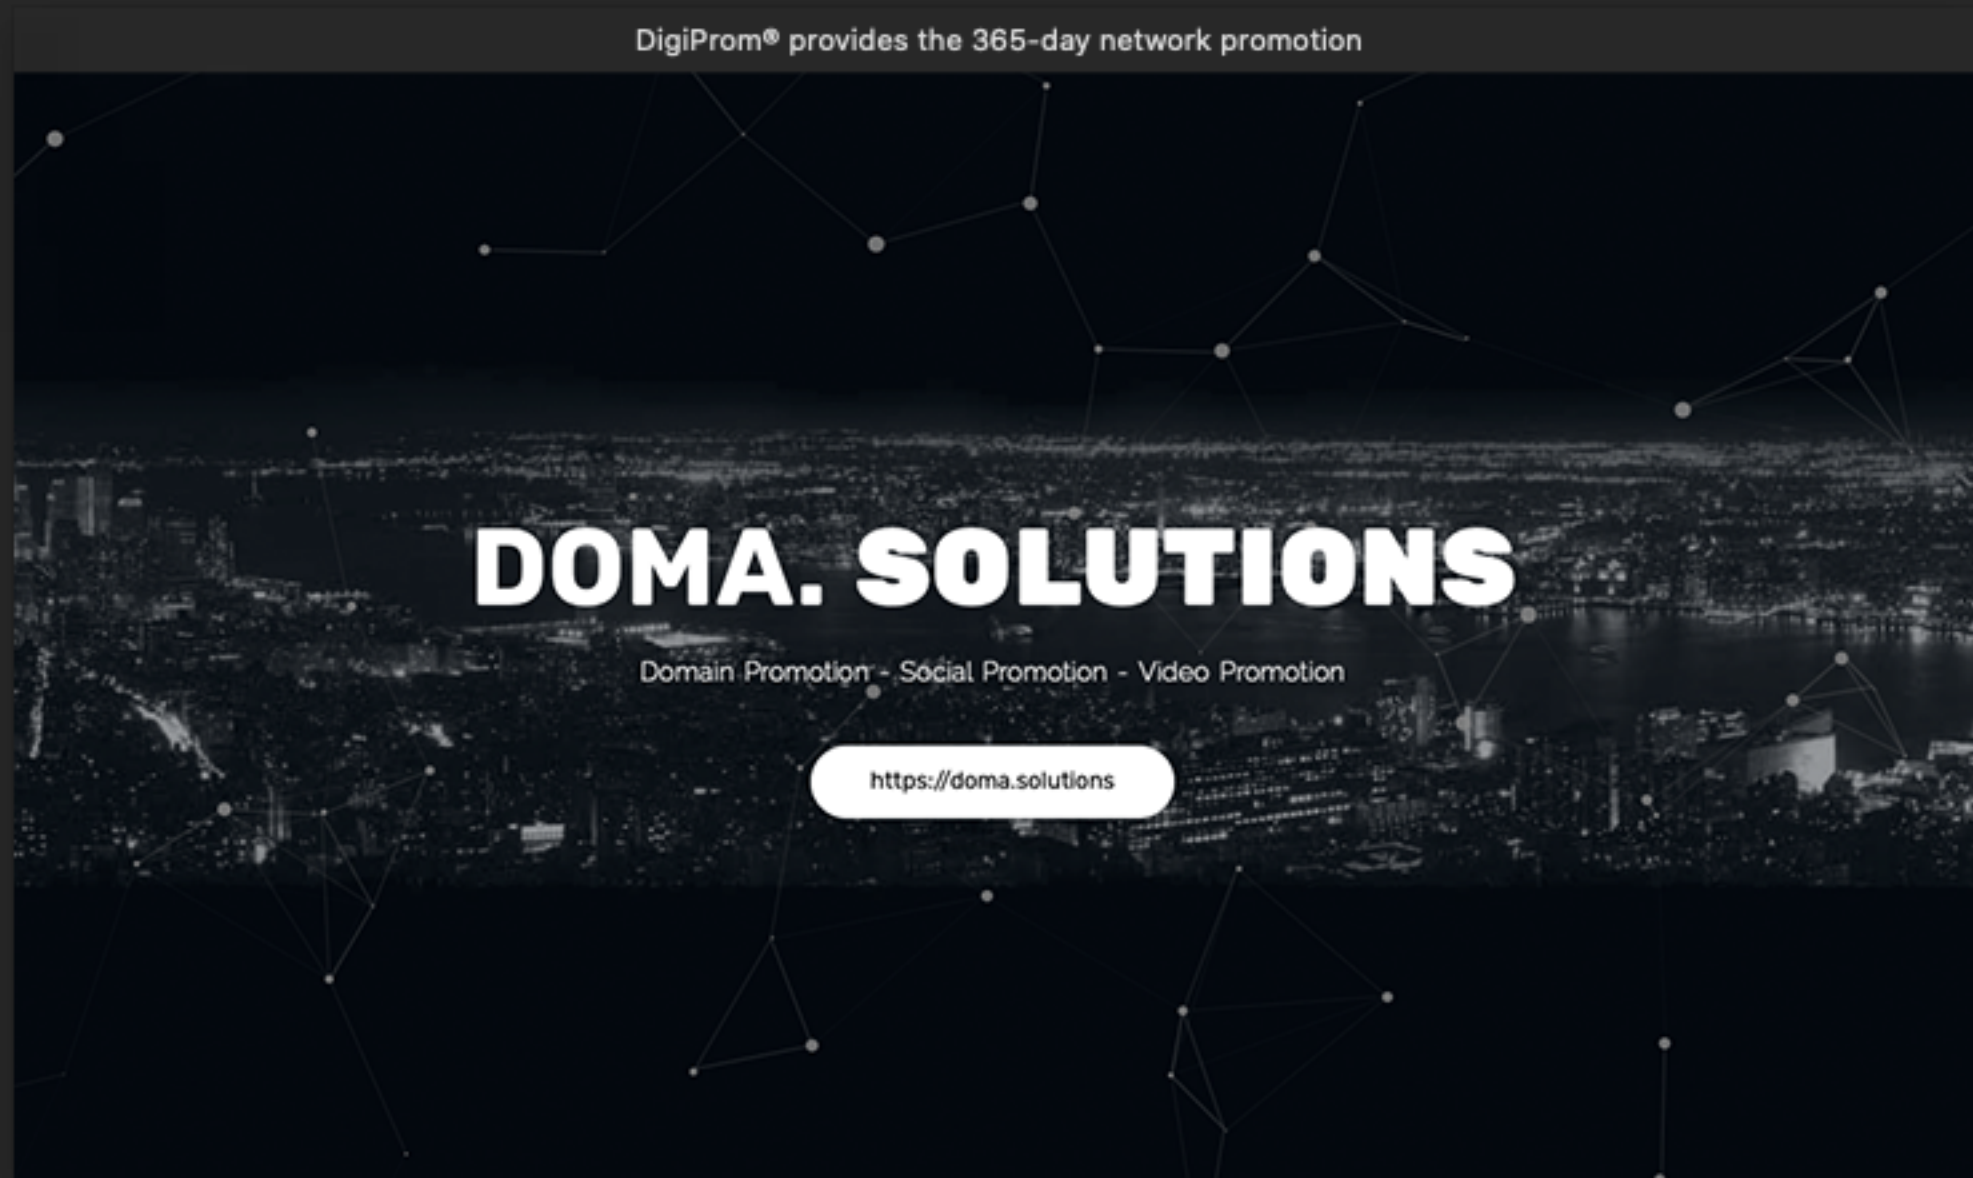 DigiProm® provides the 365-day network promotion
DOMA. SOLUTIONS
Domain Promotion - Social Promotion - Video Promotion
https://doma.solutions